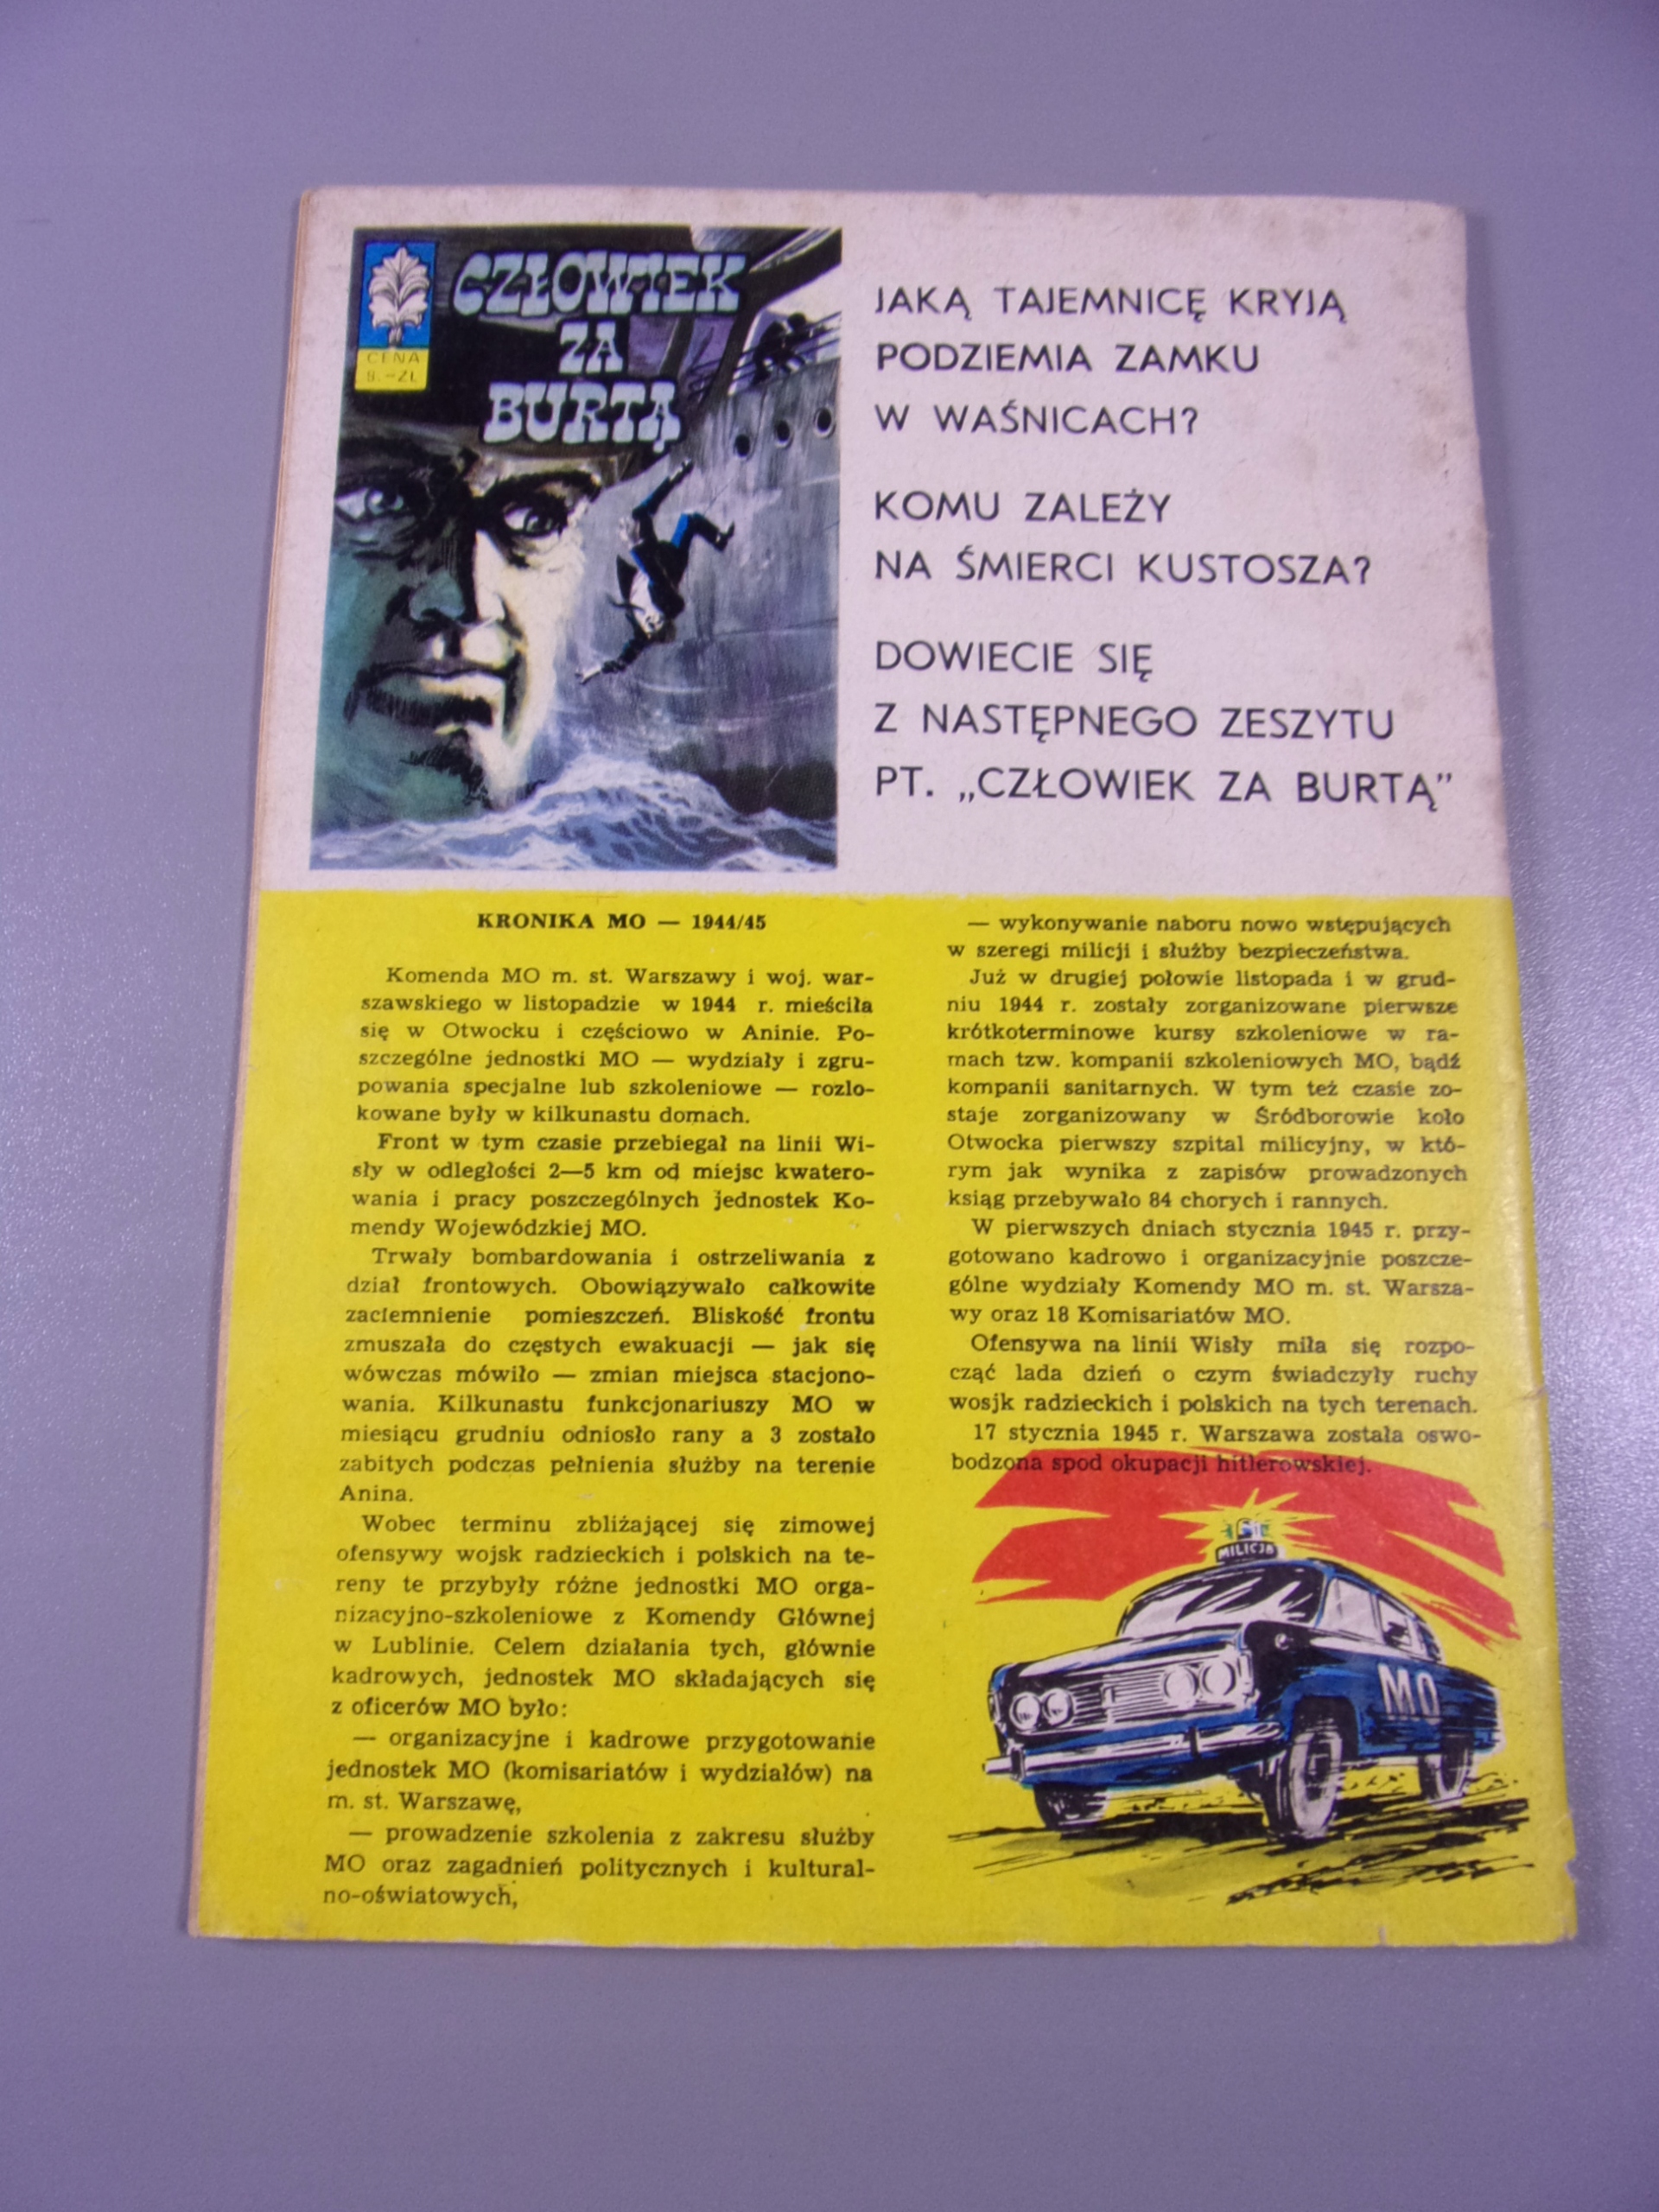 CZŁOWIEK
ZA
BURTĄ
CENA
8.-ZŁ
JAKĄ TAJEMNICĘ KRYJĄ
PODZIEMIA ZAMKU
W WAŚNICACH?
KOMU ZALEŻY
NA ŚMIERCI KUSTOSZA?
DOWIECIE SIĘ
Z NASTĘPNEGO ZESZYTU
PT. „CZŁOWIEK ZA BURTĄ”
KRONIKA MO — 1944/45
Komenda MO m. st. Warszawy i woj. war-
szawskiego w listopadzie w 1944 r. mieściła
się w Otwocku i częściowo w Aninie. Po-
szczególne jednostki MO — wydziały i zgru-
powania specjalne lub szkoleniowe — rozlo-
kowane były w kilkunastu domach.
Front w tym czasie przebiegał na linii Wi-
sły w odległości 2—5 km od miejsc kwatero-
wania i pracy poszczególnych jednostek Ko-
mendy Wojewódzkiej MO.
Trwały bombardowania i ostrzeliwania z
dział frontowych. Obowiązywało całkowite
zaciemnienie pomieszczeń. Bliskość frontu
zmuszała do częstych ewakuacji — jak się
wówczas mówiło — zmian miejsca stacjono-
wania. Kilkunastu funkcjonariuszy MO w
miesiącu grudniu odniosło rany a 3 zostało
zabitych podczas pełnienia służby na terenie
Anina.
Wobec terminu zbliżającej się zimowej
ofensywy wojsk radzieckich i polskich na te-
reny te przybyły różne jednostki MO orga-
nizacyjno-szkoleniowe z Komendy Głównej
w Lublinie. Celem działania tych, głównie
kadrowych, jednostek MO składających się
z oficerów MO było:
— organizacyjne i kadrowe przygotowanie
jednostek MO (komisariatów i wydziałów) na
m. st. Warszawę,
— prowadzenie szkolenia z zakresu służby
MO oraz zagadnień politycznych i kultural-
no-oświatowych,
— wykonywanie naboru nowo wstępujących
w szeregi milicji i służby bezpieczeństwa.
Już w drugiej połowie listopada i w grud-
niu 1944 r. zostały zorganizowane pierwsze
krótkoterminowe kursy szkoleniowe w ra-
mach tzw. kompanii szkoleniowych MO, bądź
kompanii sanitarnych. W tym też czasie zo-
staje zorganizowany w Śródborowie koło
Otwocka pierwszy szpital milicyjny, w któ-
rym jak wynika z zapisów prowadzonych
ksiąg przebywało 84 chorych i rannych.
W pierwszych dniach stycznia 1945 r. przy-
gotowano kadrowo i organizacyjnie poszcze-
gólne wydziały Komendy MO m. st. Warsza-
wy oraz 18 Komisariatów MO.
Ofensywa na linii Wisły miła się rozpo-
cząć lada dzień o czym świadczyły ruchy
wosjk radzieckich i polskich na tych terenach.
17 stycznia 1945 r. Warszawa została oswo-
bodzona spod okupacji hitlerowskiej.
MILICJA
MO